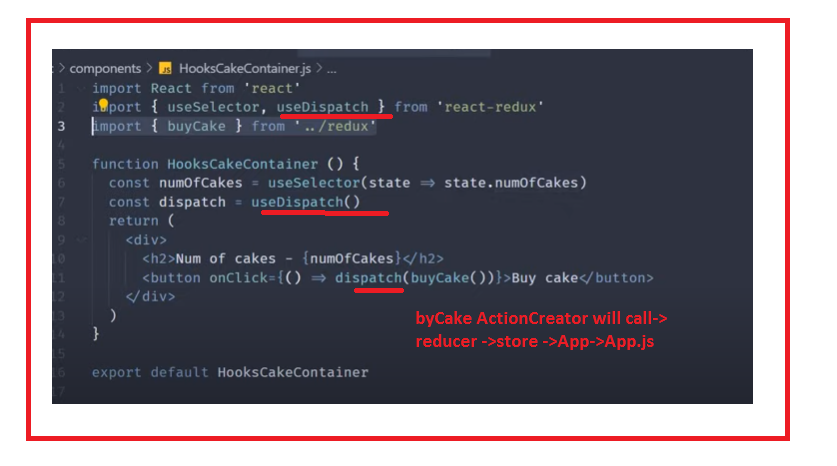 components > JS HooksCakeContainer.js > ...
1 import React from 'react'
2 import { useSelector, useDispatch } from 'react-redux'
3 import { buyCake } from '../redux'
4
5 function HooksCakeContainer () {
6 const numOfCakes = useSelector(state ⇒ state.numOfCakes)
7 const dispatch = useDispatch()
8 return (
9 <div>
10 <h2>Num of cakes - {numOfCakes}</h2>
11 <button onClick={() ⇒ dispatch(buyCake())}>Buy cake</button>
12 </div>
13 )
14 }
15
16 export default HooksCakeContainer
17
byCake ActionCreator will call->
reducer ->store ->App->App.js